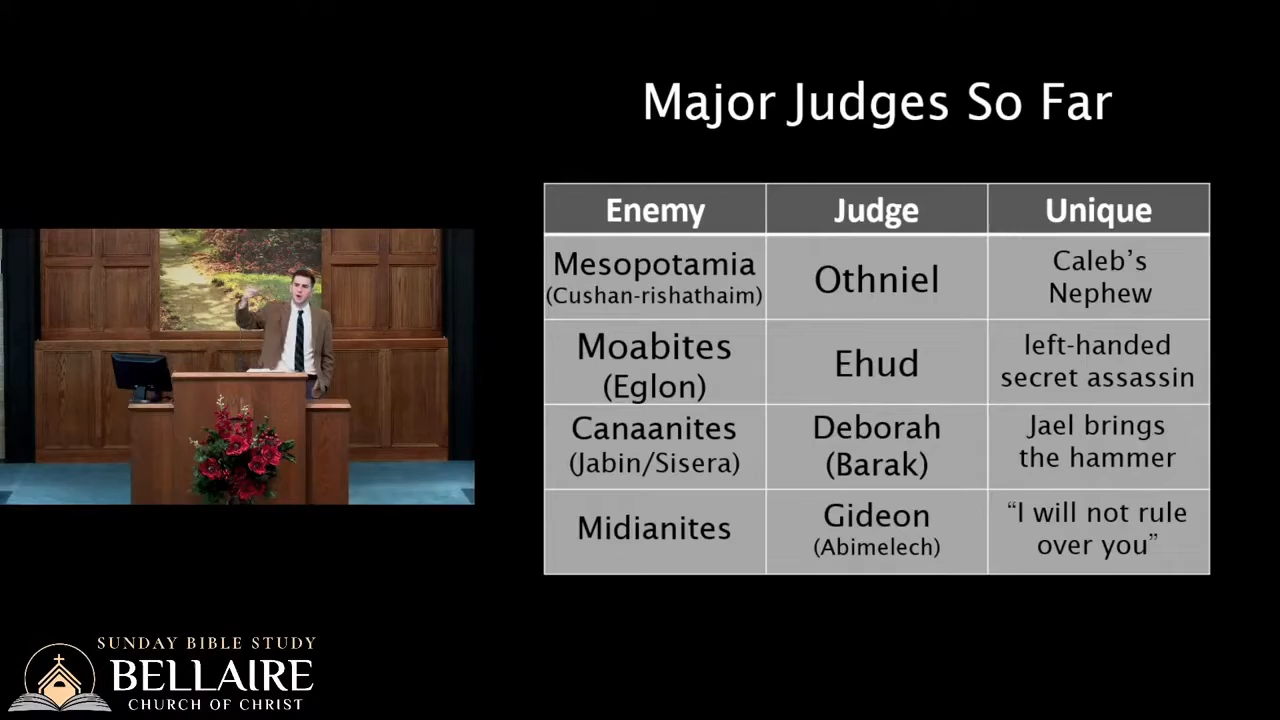 Major Judges So Far
Enemy
Judge
Unique
Mesopotamia
(Cushan-rishathaim)
Othniel
Caleb's
Nephew
Moabites
(Eglon)
Ehud
left-handed
secret assassin
Canaanites
(Jabin/Sisera)
Deborah
(Barak)
Jael brings
the hammer
Midianites
Gideon
(Abimelech)
“I will not rule
over you”
SUNDAY BIBLE STUDY
BELLAIRE
CHURCH OF CHRIST